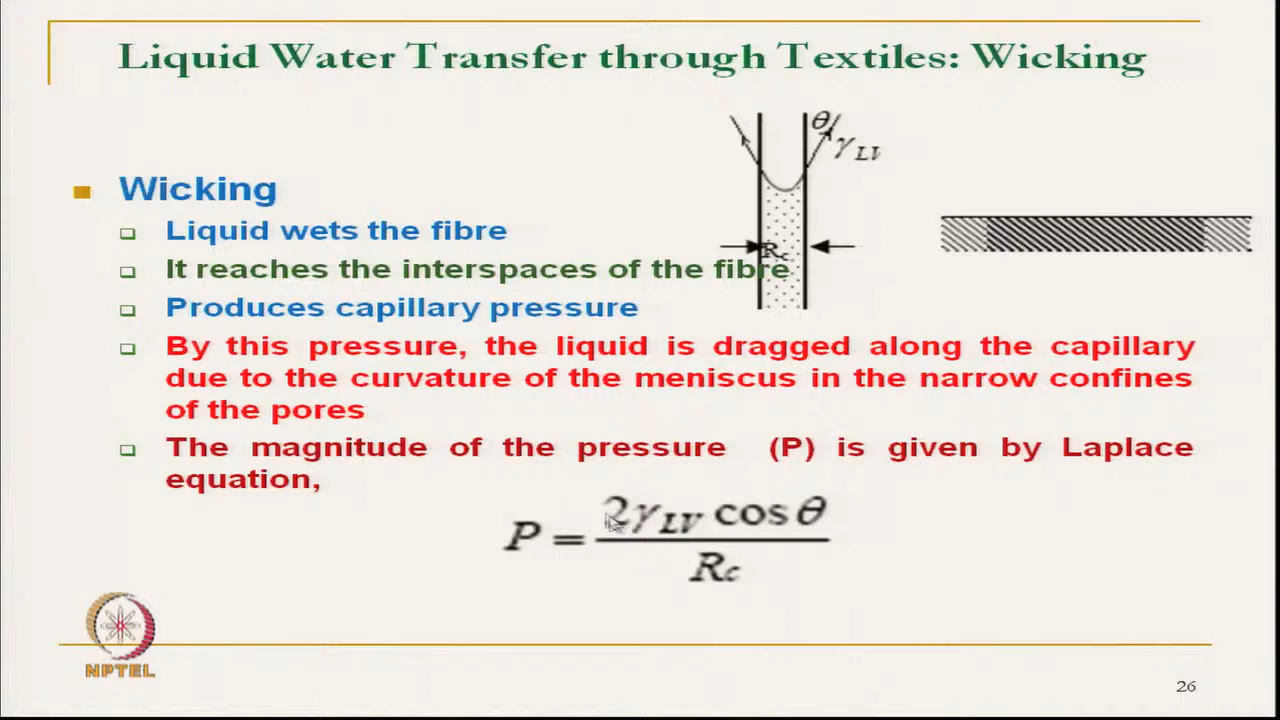 Liquid Water Transfer through Textiles: Wicking
θ
γLV
Wicking
Liquid wets the fibre
Rc
It reaches the interspaces of the fibre
Produces capillary pressure
By this pressure, the liquid is dragged along the capillary
due to the curvature of the meniscus in the narrow confines
of the pores
The magnitude of the pressure (P) is given by Laplace
equation,
P = 2γLV cos θ / Rc
NPTEL
26